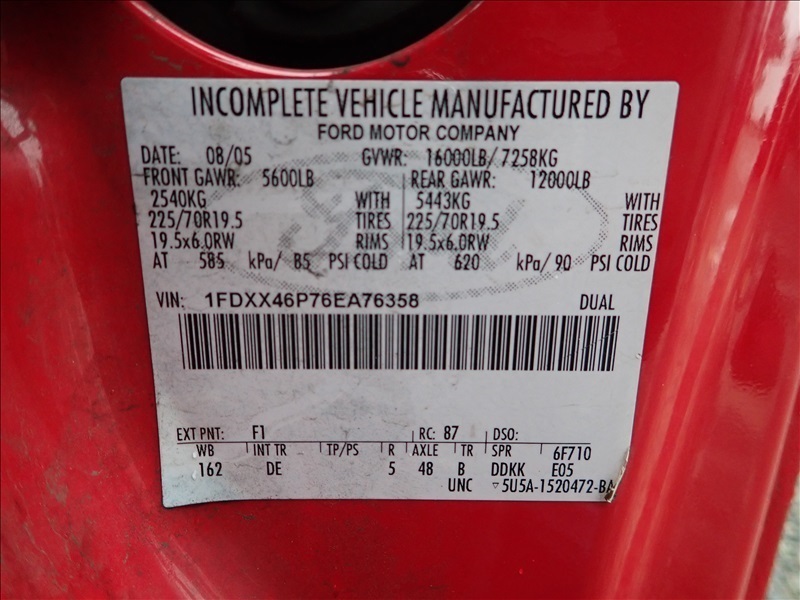 INCOMPLETE VEHICLE MANUFACTURED BY
FORD MOTOR COMPANY
DATE: 08/05 GVWR: 16000LB/ 7258KG
FRONT GAWR: 5600LB REAR GAWR: 12000LB
2540KG WITH 5443KG WITH
225/70R19.5 TIRES 225/70R19.5 TIRES
19.5x6.0RW RIMS 19.5x6.0RW RIMS
AT 585 kPa/ 85 PSI COLD AT 620 kPa/ 90 PSI COLD
VIN: 1FDXX46P76EA76358 DUAL
EXT PNT: F1 RC: 87 DSO:
WB INT TR TP/PS R AXLE TR SPR 6F710
162 DE 5 48 B DDKK E05
UNC ▽5U5A-1520472-BA